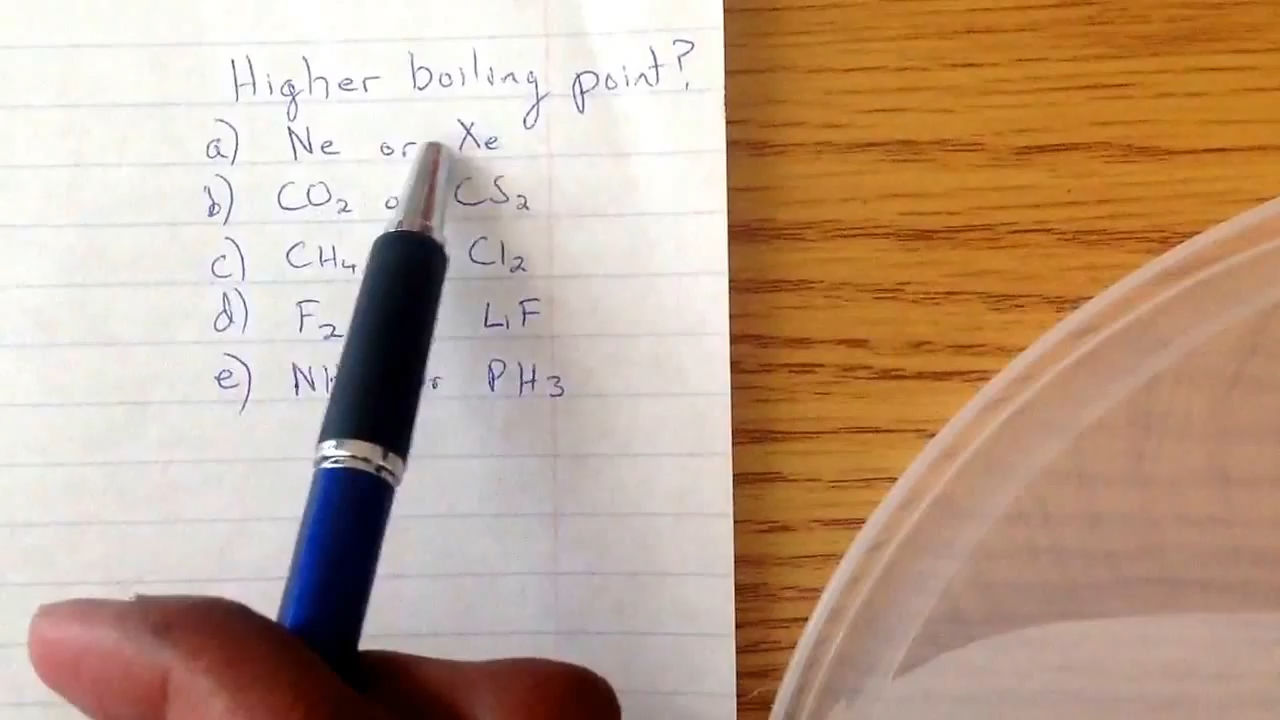 Higher boiling point?
a) Ne or Xe
b) CO₂ CS₂
c) CH₄ Cl₂
d) F₂ LiF
e) PH₃